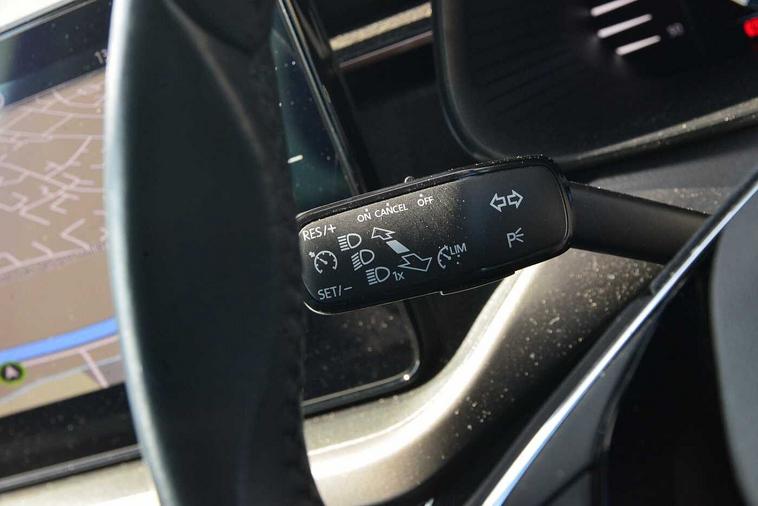 ON CANCEL OFF
RES/+
LIM
1x
SET/-
P